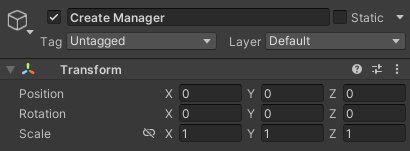 Create Manager Static
Tag Untagged Layer Default
Transform
Position X 0 Y 0 Z 0
Rotation X 0 Y 0 Z 0
Scale X 1 Y 1 Z 1